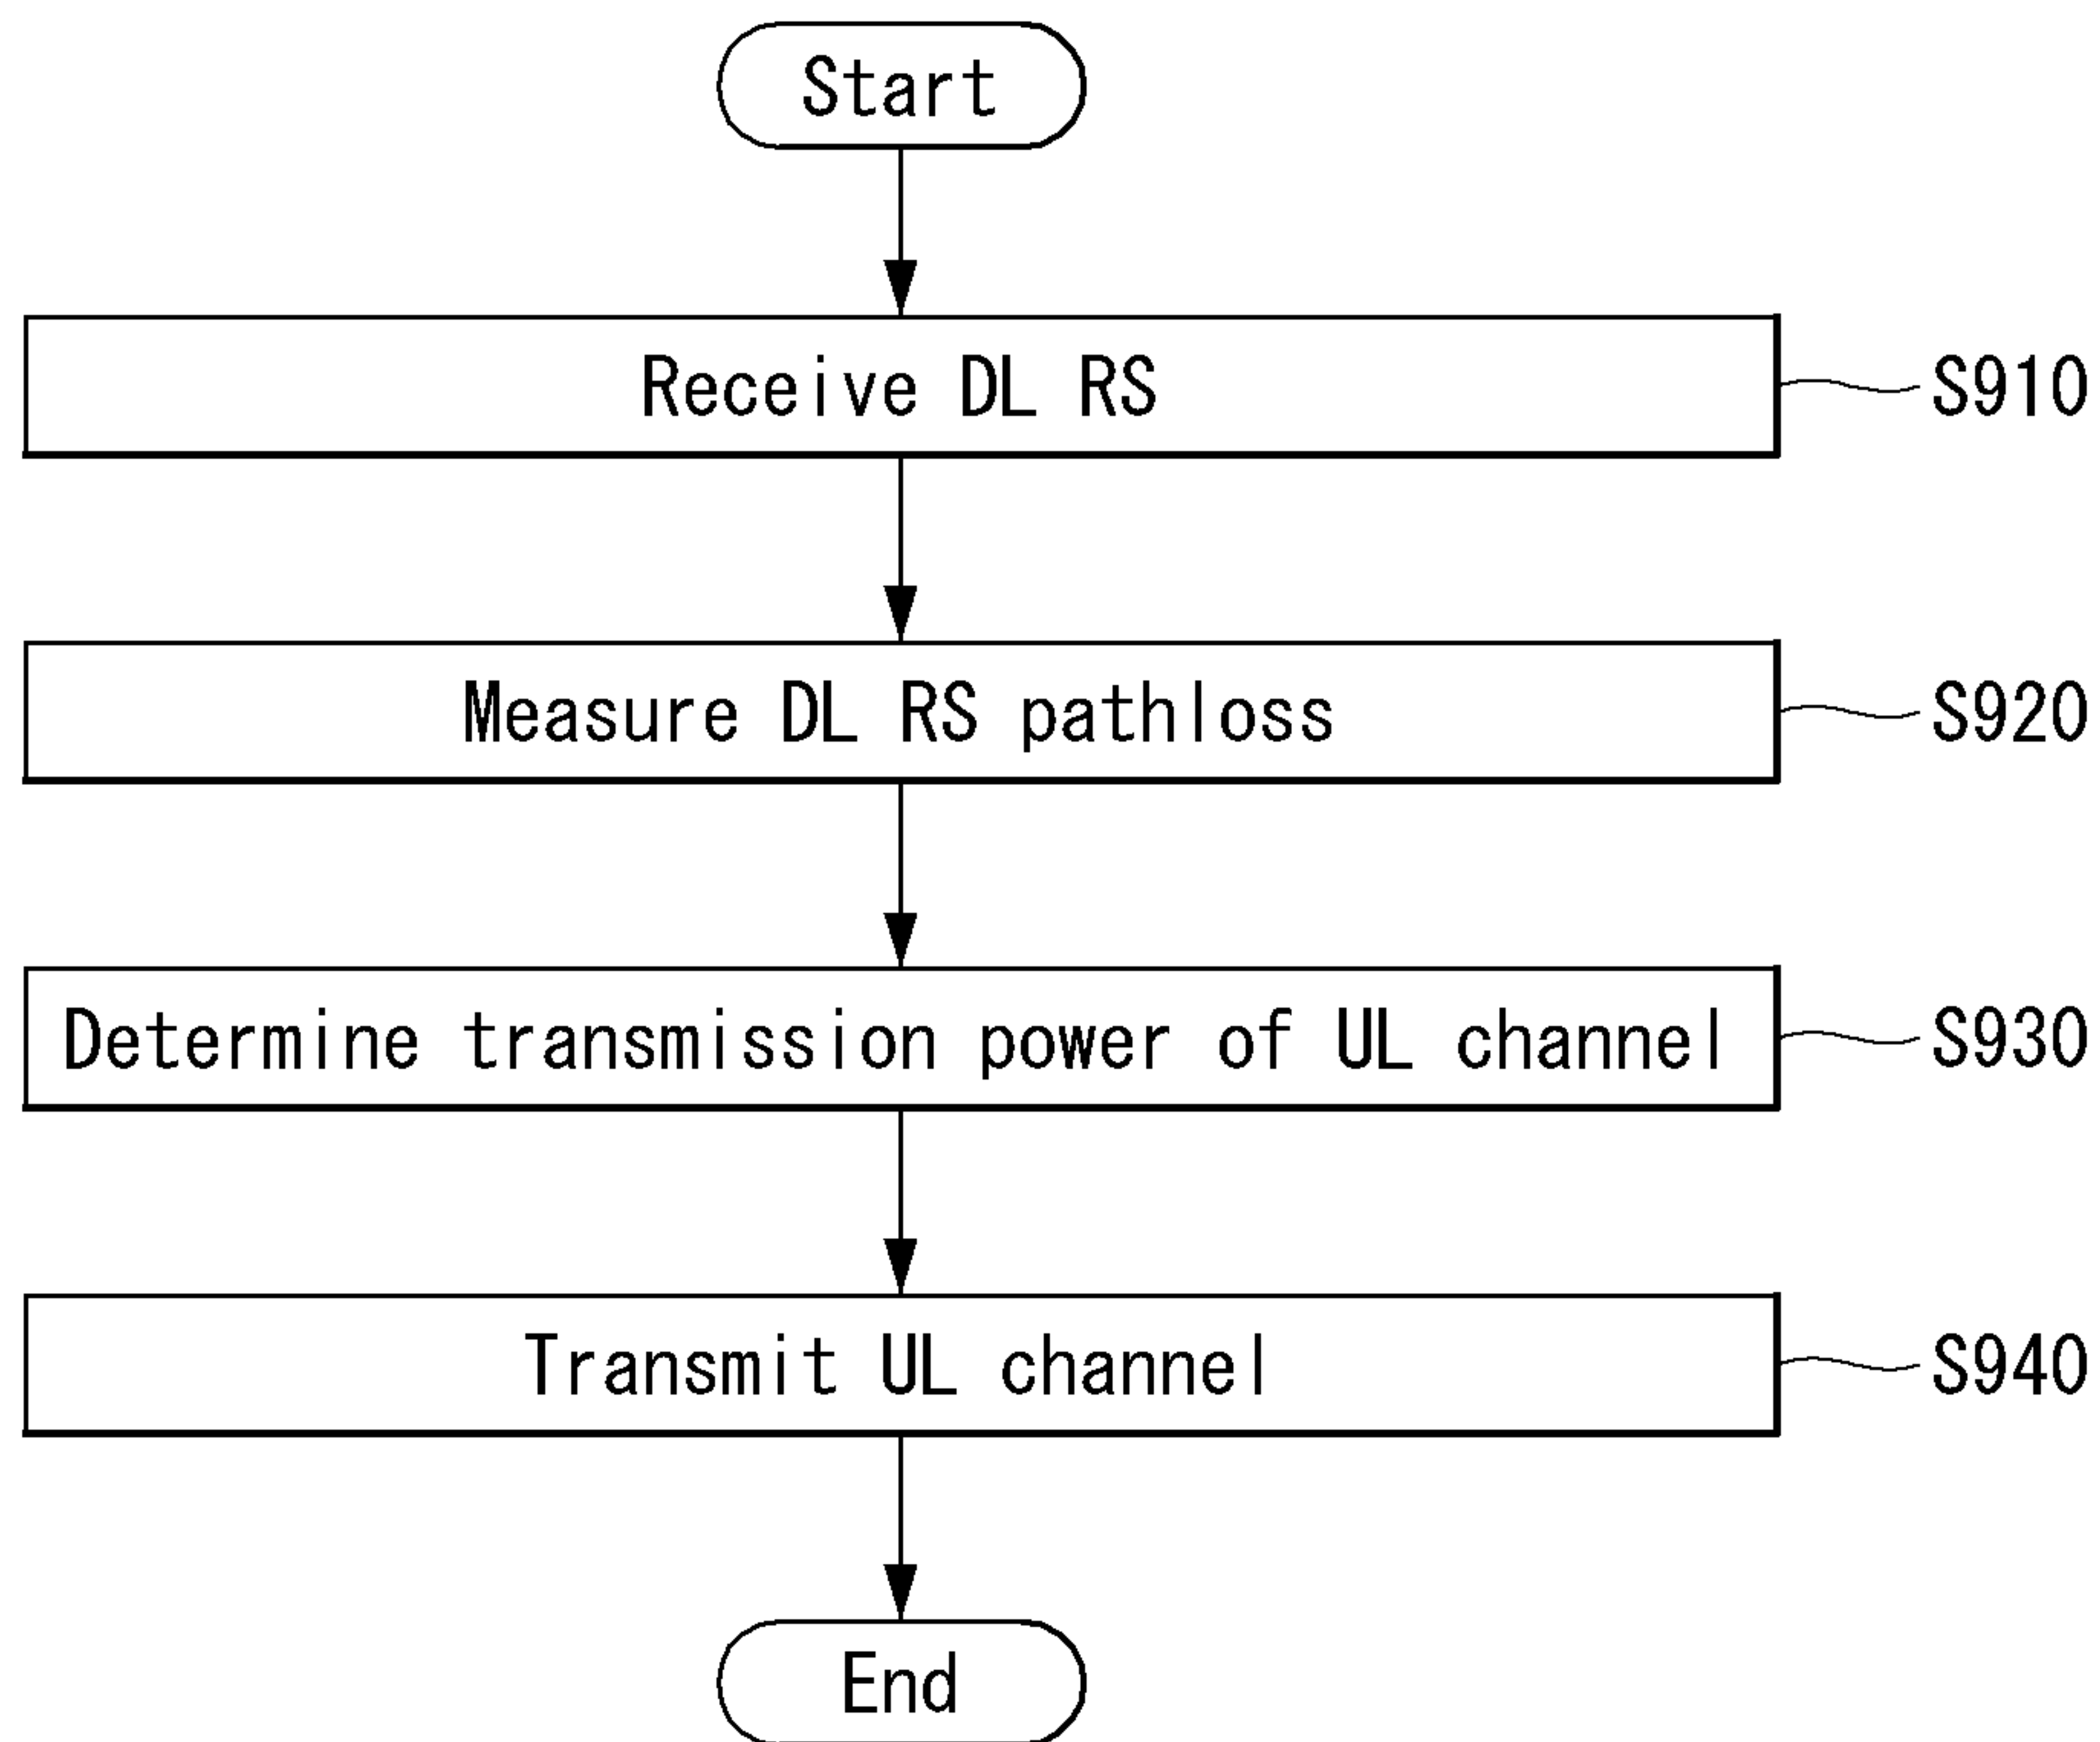 Start
Receive DL RS
S910
Measure DL RS pathloss
S920
Determine transmission power of UL channel
S930
Transmit UL channel
S940
End